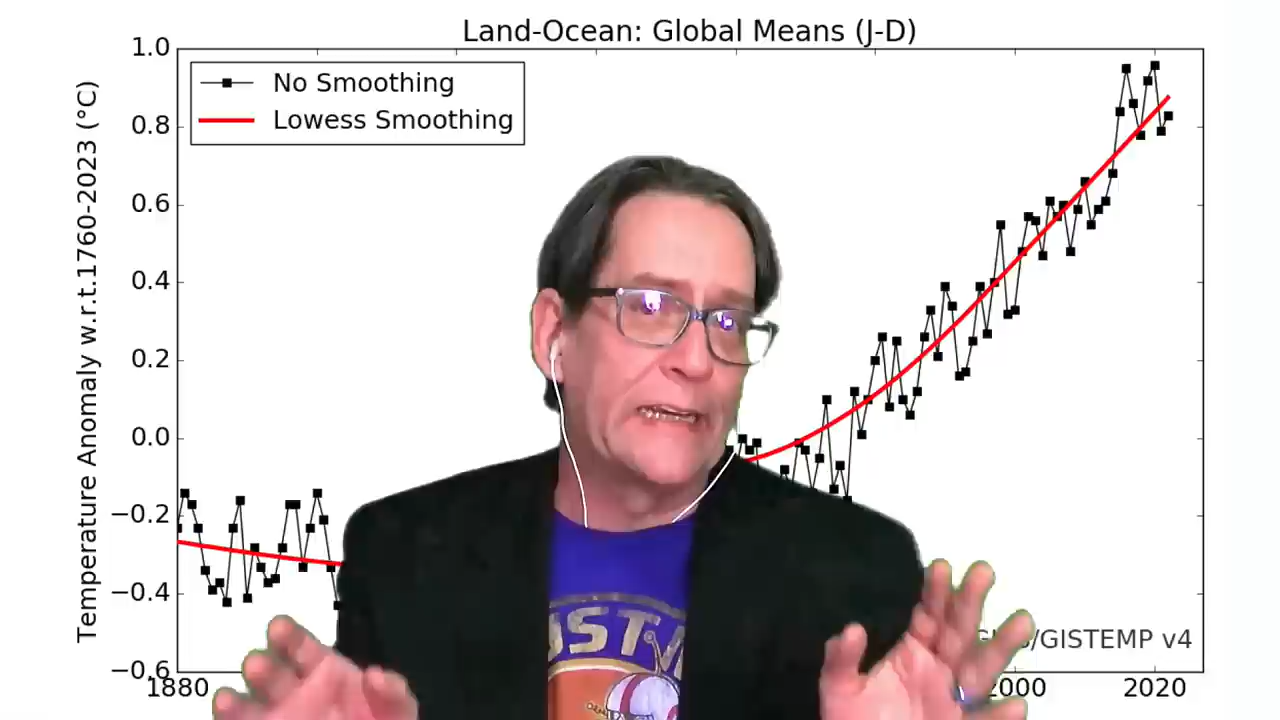 Land-Ocean: Global Means (J-D)
No Smoothing
Lowess Smoothing
Temperature Anomaly w.r.t.1760-2023 (°C)
1.0
0.8
0.6
0.4
0.2
0.0
−0.2
−0.4
−0.6
/GISTEMP v4
1880
2000
2020